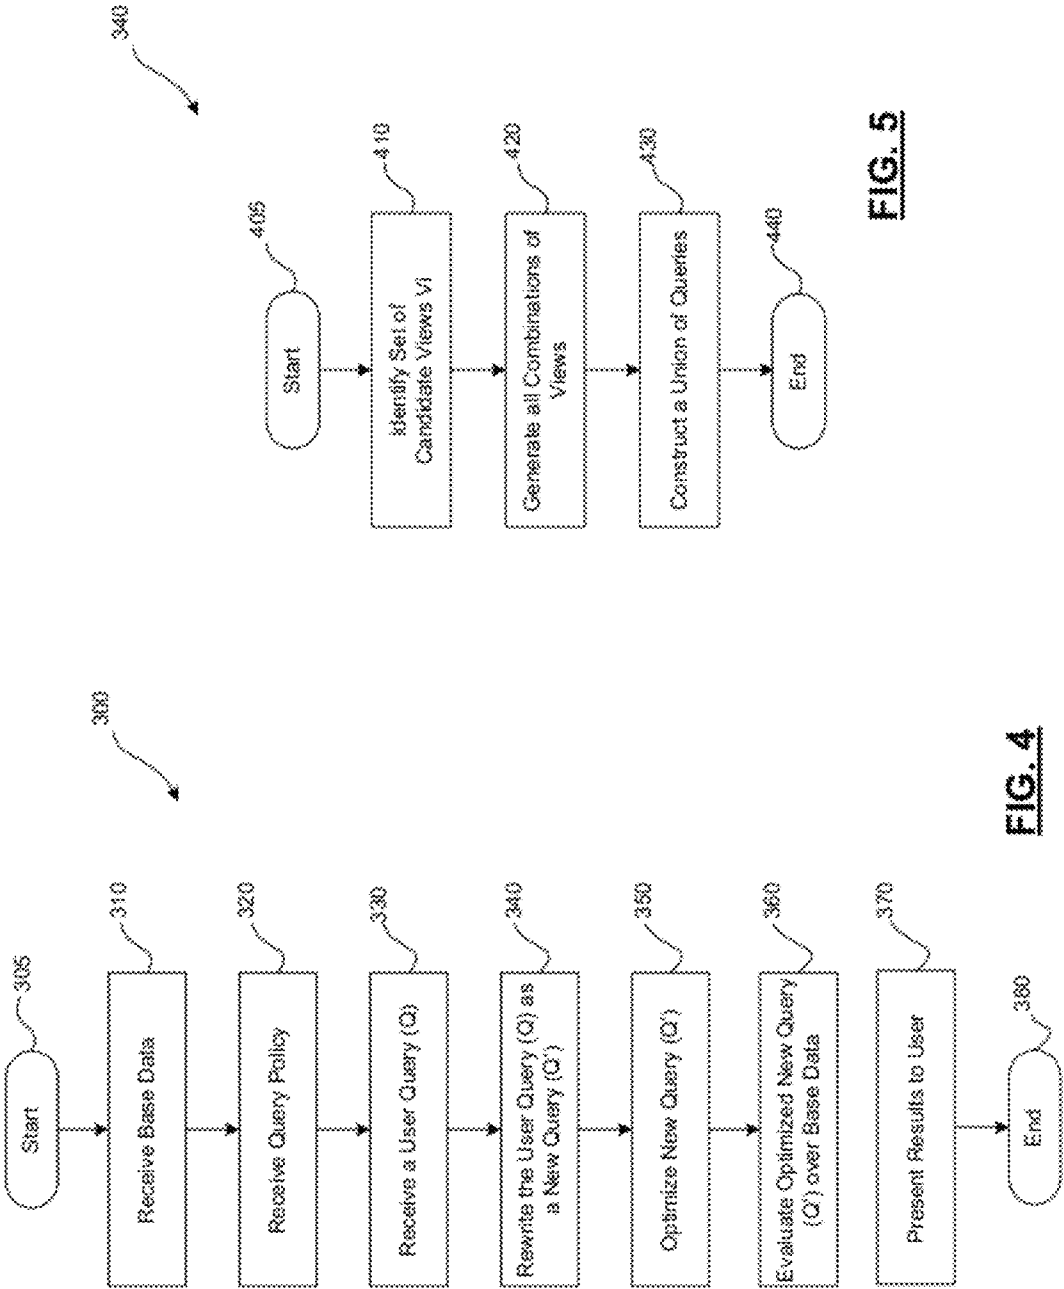 300
Start
305
Receive Base Data
310
Receive Query Policy
320
Receive a User Query (Q)
330
Rewrite the User Query (Q) as
a New Query (Q')
340
Optimize New Query (Q')
350
Evaluate Optimized New Query
(Q') over Base Data
360
Present Results to User
370
End
380
FIG. 4
340
Start
405
Identify Set of
Candidate Views Vi
410
Generate all Combinations of
Views
420
Construct a Union of Queries
430
End
440
FIG. 5